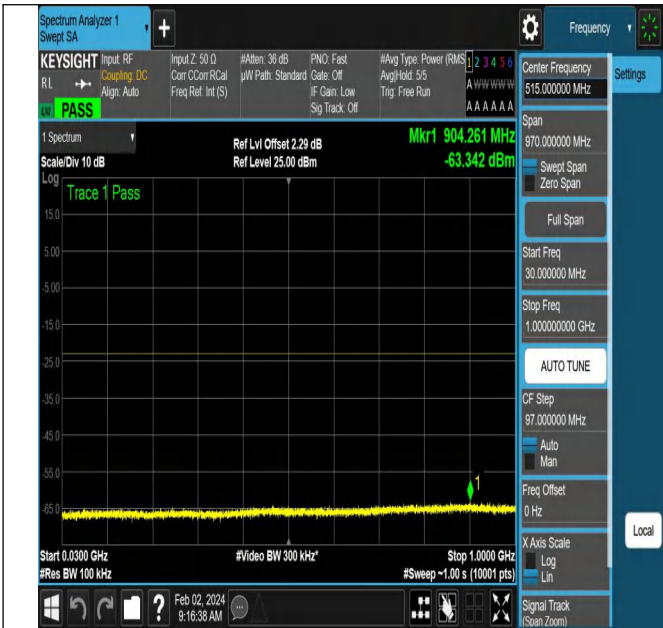 Spectrum Analyzer 1
Swept SA
Frequency
KEYSIGHT
RL
LXI
PASS
Input: RF
Coupling: DC
Align: Auto
Input Z: 50 Ω
Corr CCorr RCal
Freq Ref: Int (S)
#Atten: 36 dB
µW Path: Standard
PNO: Fast
Gate: Off
IF Gain: Low
Sig Track: Off
#Avg Type: Power (RMS
Avg|Hold: 5/5
Trig: Free Run
1 2 3 4 5 6
A W W W W W
A A A A A A
1 Spectrum
Scale/Div 10 dB
Log
Ref Lvl Offset 2.29 dB
Ref Level 25.00 dBm
Mkr1 904.261 MHz
-63.342 dBm
Trace 1 Pass
15.0
5.00
-5.00
-15.0
-25.0
-35.0
-45.0
-55.0
-65.0
1
Start 0.0300 GHz
#Res BW 100 kHz
#Video BW 300 kHz*
Stop 1.0000 GHz
#Sweep ~1.00 s (10001 pts)
Center Frequency
515.000000 MHz
Settings
Span
970.000000 MHz
Swept Span
Zero Span
Full Span
Start Freq
30.000000 MHz
Stop Freq
1.000000000 GHz
AUTO TUNE
CF Step
97.000000 MHz
Auto
Man
Freq Offset
0 Hz
X Axis Scale
Log
Lin
Local
Signal Track
(Span Zoom)
?
Feb 02, 2024
9:16:38 AM